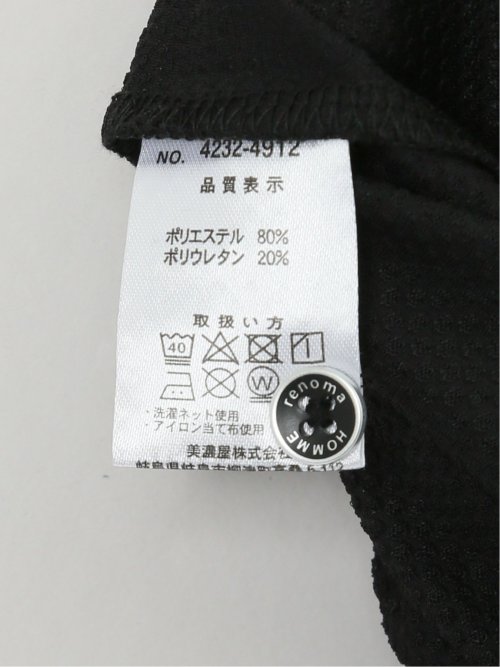 NO. 4232-4912
品質表示
ポリエステル 80%
ポリウレタン 20%
取扱い方
40
W
・洗濯ネット使用
・アイロン当て布使用
美濃屋株式会
renoma
HOMME